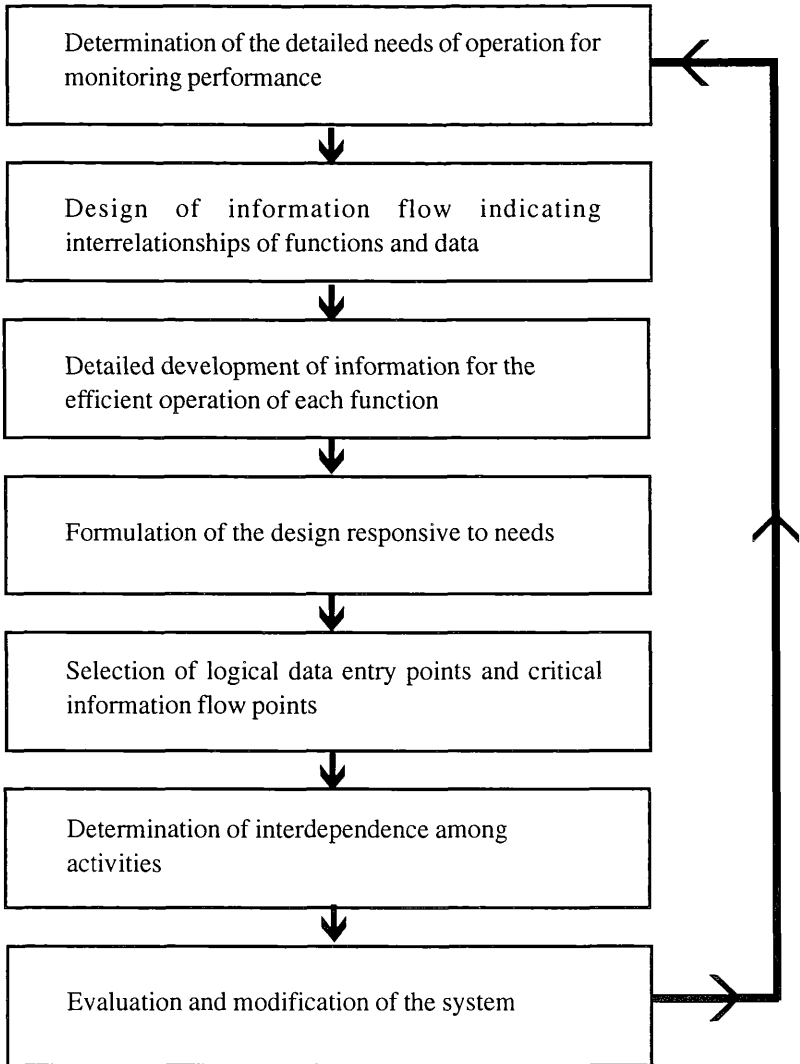 Determination of the detailed needs of operation for
monitoring performance
Design of information flow indicating
interrelationships of functions and data
Detailed development of information for the
efficient operation of each function
Formulation of the design responsive to needs
Selection of logical data entry points and critical
information flow points
Determination of interdependence among
activities
Evaluation and modification of the system